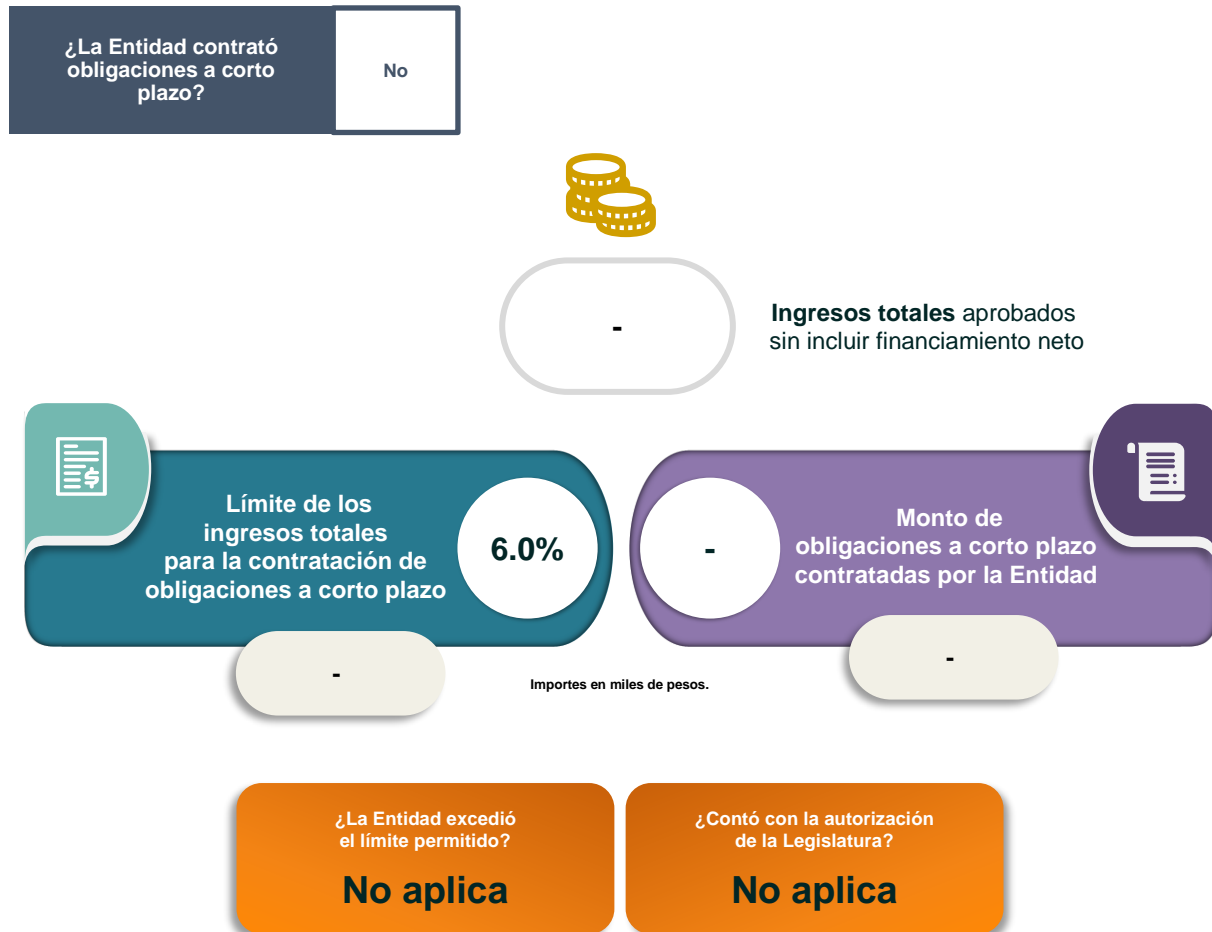 ¿La Entidad contrató
obligaciones a corto
plazo?
No
-
Ingresos totales aprobados
sin incluir financiamiento neto
Límite de los
ingresos totales
para la contratación de
obligaciones a corto plazo
6.0%
-
-
Monto de
obligaciones a corto plazo
contratadas por la Entidad
-
Importes en miles de pesos.
¿La Entidad excedió
el límite permitido?
No aplica
¿Contó con la autorización
de la Legislatura?
No aplica